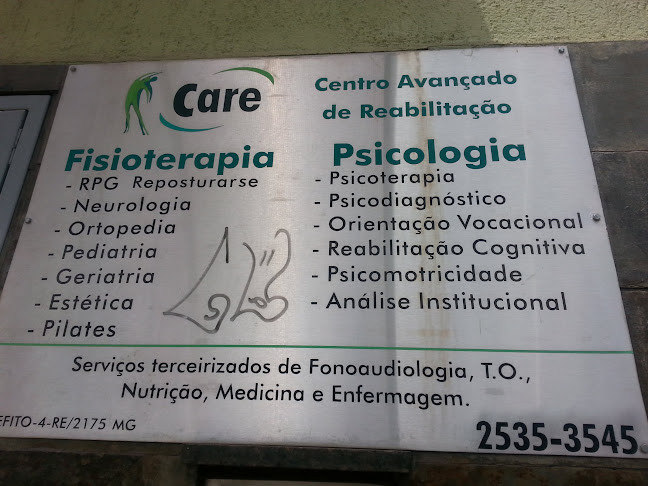 Care
Centro Avançado
de Reabilitação
Fisioterapia
- RPG Reposturarse
- Neurologia
- Ortopedia
- Pediatria
- Geriatria
- Estética
- Pilates
Psicologia
- Psicoterapia
- Psicodiagnóstico
- Orientação Vocacional
- Reabilitação Cognitiva
- Psicomotricidade
- Análise Institucional
Serviços terceirizados de Fonoaudiologia, T.O.,
Nutrição, Medicina e Enfermagem.
EFITO-4-RE/2175 MG
2535-3545